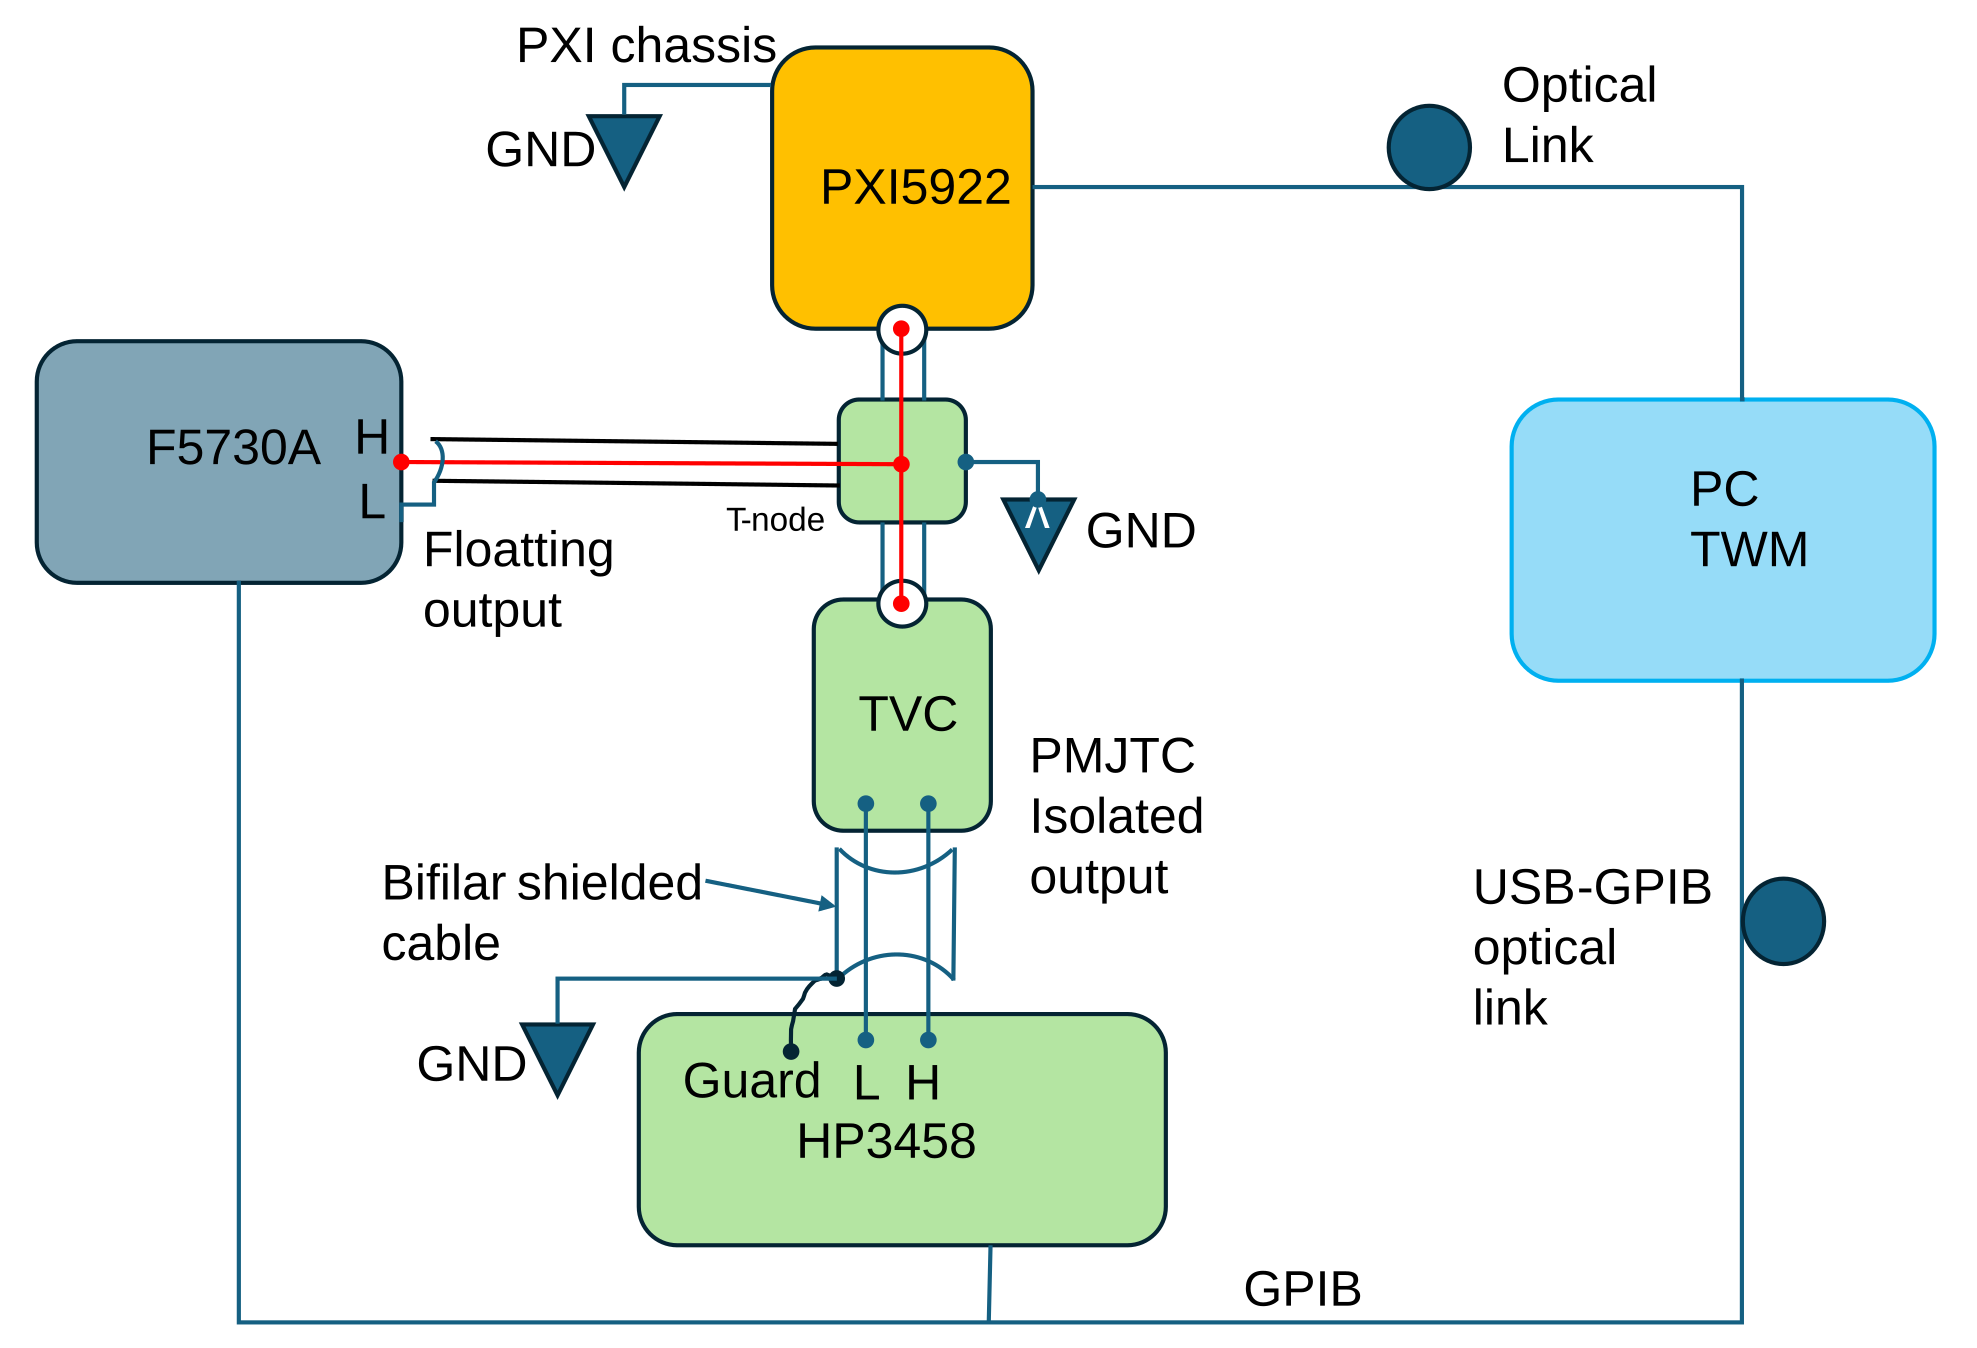 PXI chassis
GND
PXI5922
Optical
Link
F5730A
H
L
Floatting
output
T-node
GND
PC
TWM
TVC
PMJTC
Isolated
output
Bifilar shielded
cable
GND
USB-GPIB
optical
link
Guard L H
HP3458
GPIB